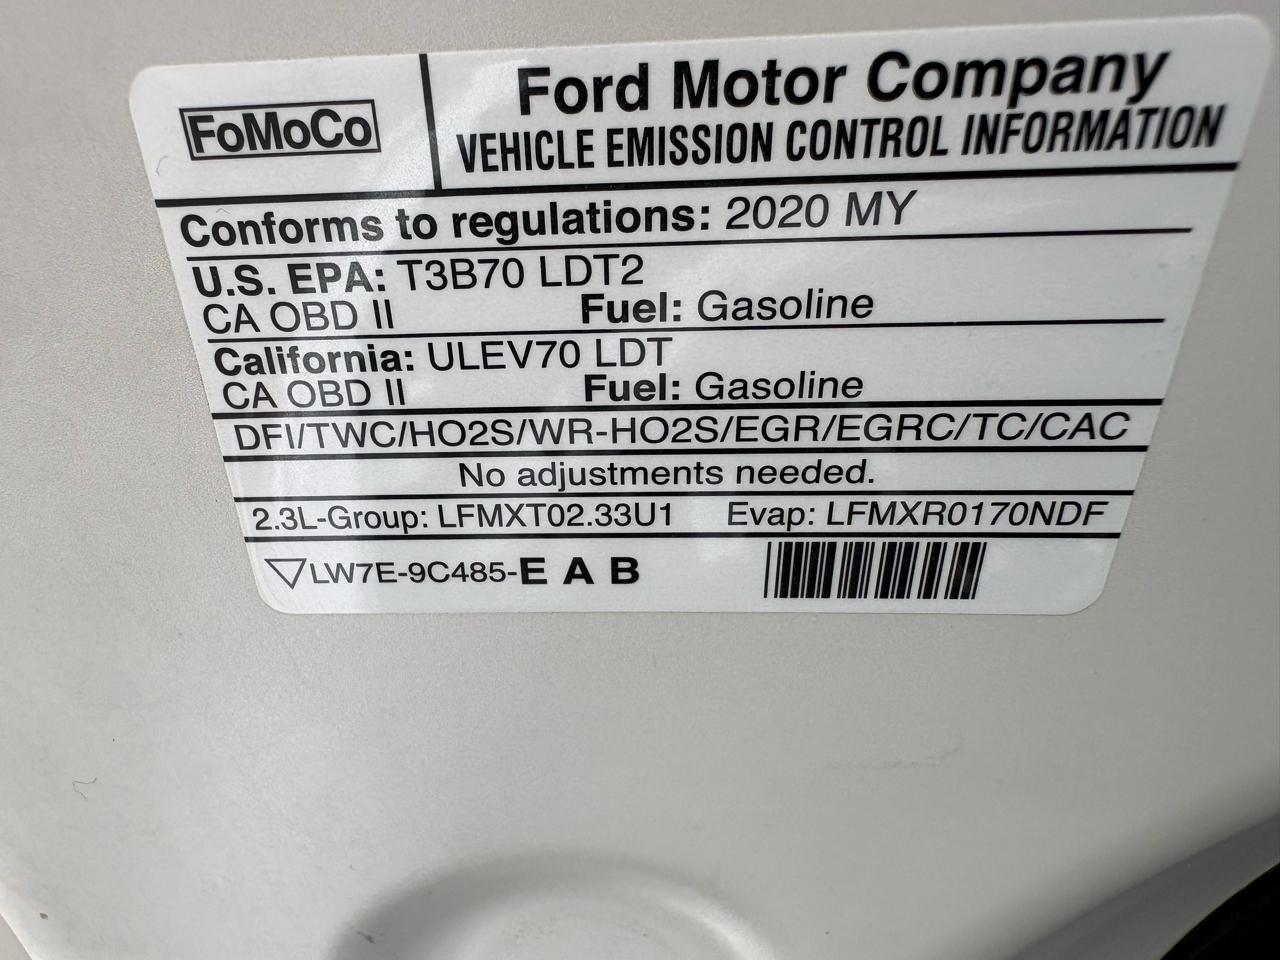 FoMoCo
Ford Motor Company
VEHICLE EMISSION CONTROL INFORMATION
Conforms to regulations: 2020 MY
U.S. EPA: T3B70 LDT2
CA OBD II Fuel: Gasoline
California: ULEV70 LDT
CA OBD II Fuel: Gasoline
DFI/TWC/HO2S/WR-HO2S/EGR/EGRC/TC/CAC
No adjustments needed.
2.3L-Group: LFMXT02.33U1 Evap: LFMXR0170NDF
LW7E-9C485-E A B